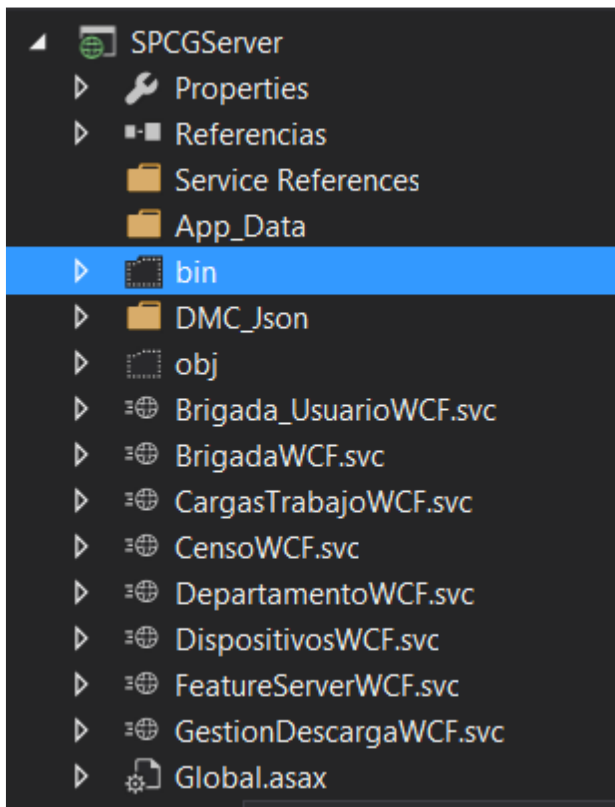 SPCGServer
Properties
Referencias
Service References
App_Data
bin
DMC_Json
obj
Brigada_UsuarioWCF.svc
BrigadaWCF.svc
CargasTrabajoWCF.svc
CensoWCF.svc
DepartamentoWCF.svc
DispositivosWCF.svc
FeatureServerWCF.svc
GestionDescargaWCF.svc
Global.asax